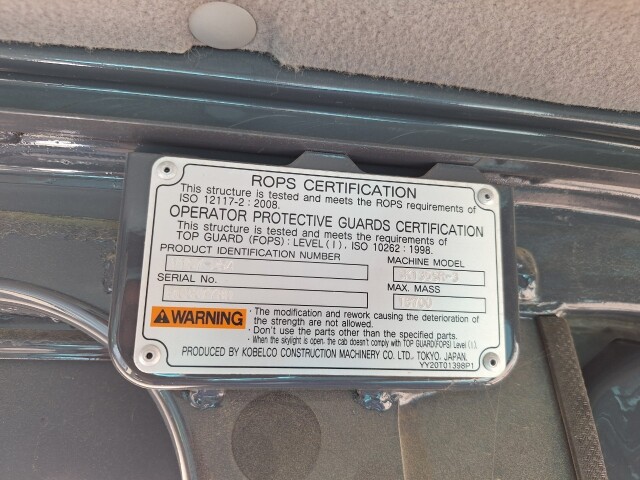 ROPS CERTIFICATION
This structure is tested and meets the ROPS requirements of
ISO 12117-2 : 2008.
OPERATOR PROTECTIVE GUARDS CERTIFICATION
This structure is tested and meets the requirements of
TOP GUARD (FOPS) : LEVEL (I), ISO 10262 : 1998.
PRODUCT IDENTIFICATION NUMBER
MACHINE MODEL
SERIAL No.
MAX. MASS
WARNING
· The modification and rework causing the deterioration of
the strength are not allowed.
· Don't use the parts other than the specified parts.
· When the skylight is open, the cab doesn't comply with TOP GUARD(FOPS) Level (I).
PRODUCED BY KOBELCO CONSTRUCTION MACHINERY CO. LTD., TOKYO, JAPAN.
YY20T01398P1